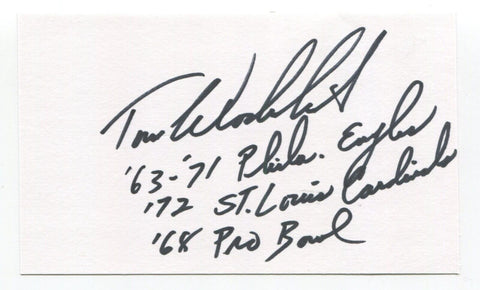 Tom Woodeshick
'63-'71 Phila. Eagles
'72 ST. Louis Cardinals
'68 Pro Bowl